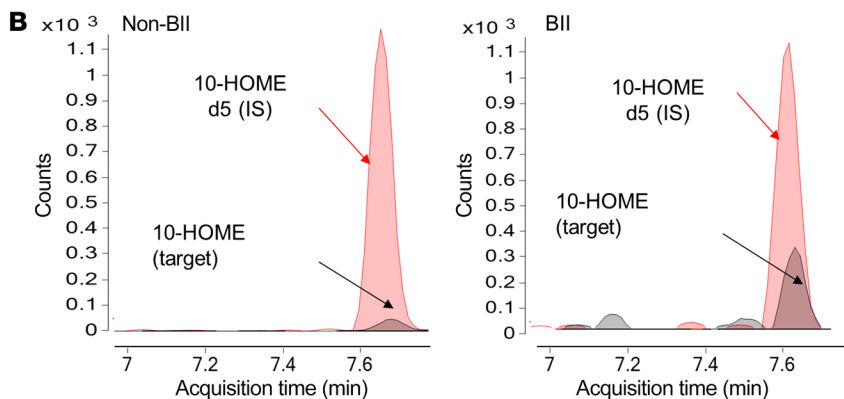 B
x10 3
Non-BII
1.1
1
0.9
0.8
0.7
0.6
0.5
0.4
0.3
0.2
0.1
0
Counts
10-HOME
d5 (IS)
10-HOME
(target)
7
7.2
7.4
7.6
Acquisition time (min)
x10 3
BII
1.1
1
0.9
0.8
0.7
0.6
0.5
0.4
0.3
0.2
0.1
0
Counts
10-HOME
d5 (IS)
10-HOME
(target)
7
7.2
7.4
7.6
Acquisition time (min)